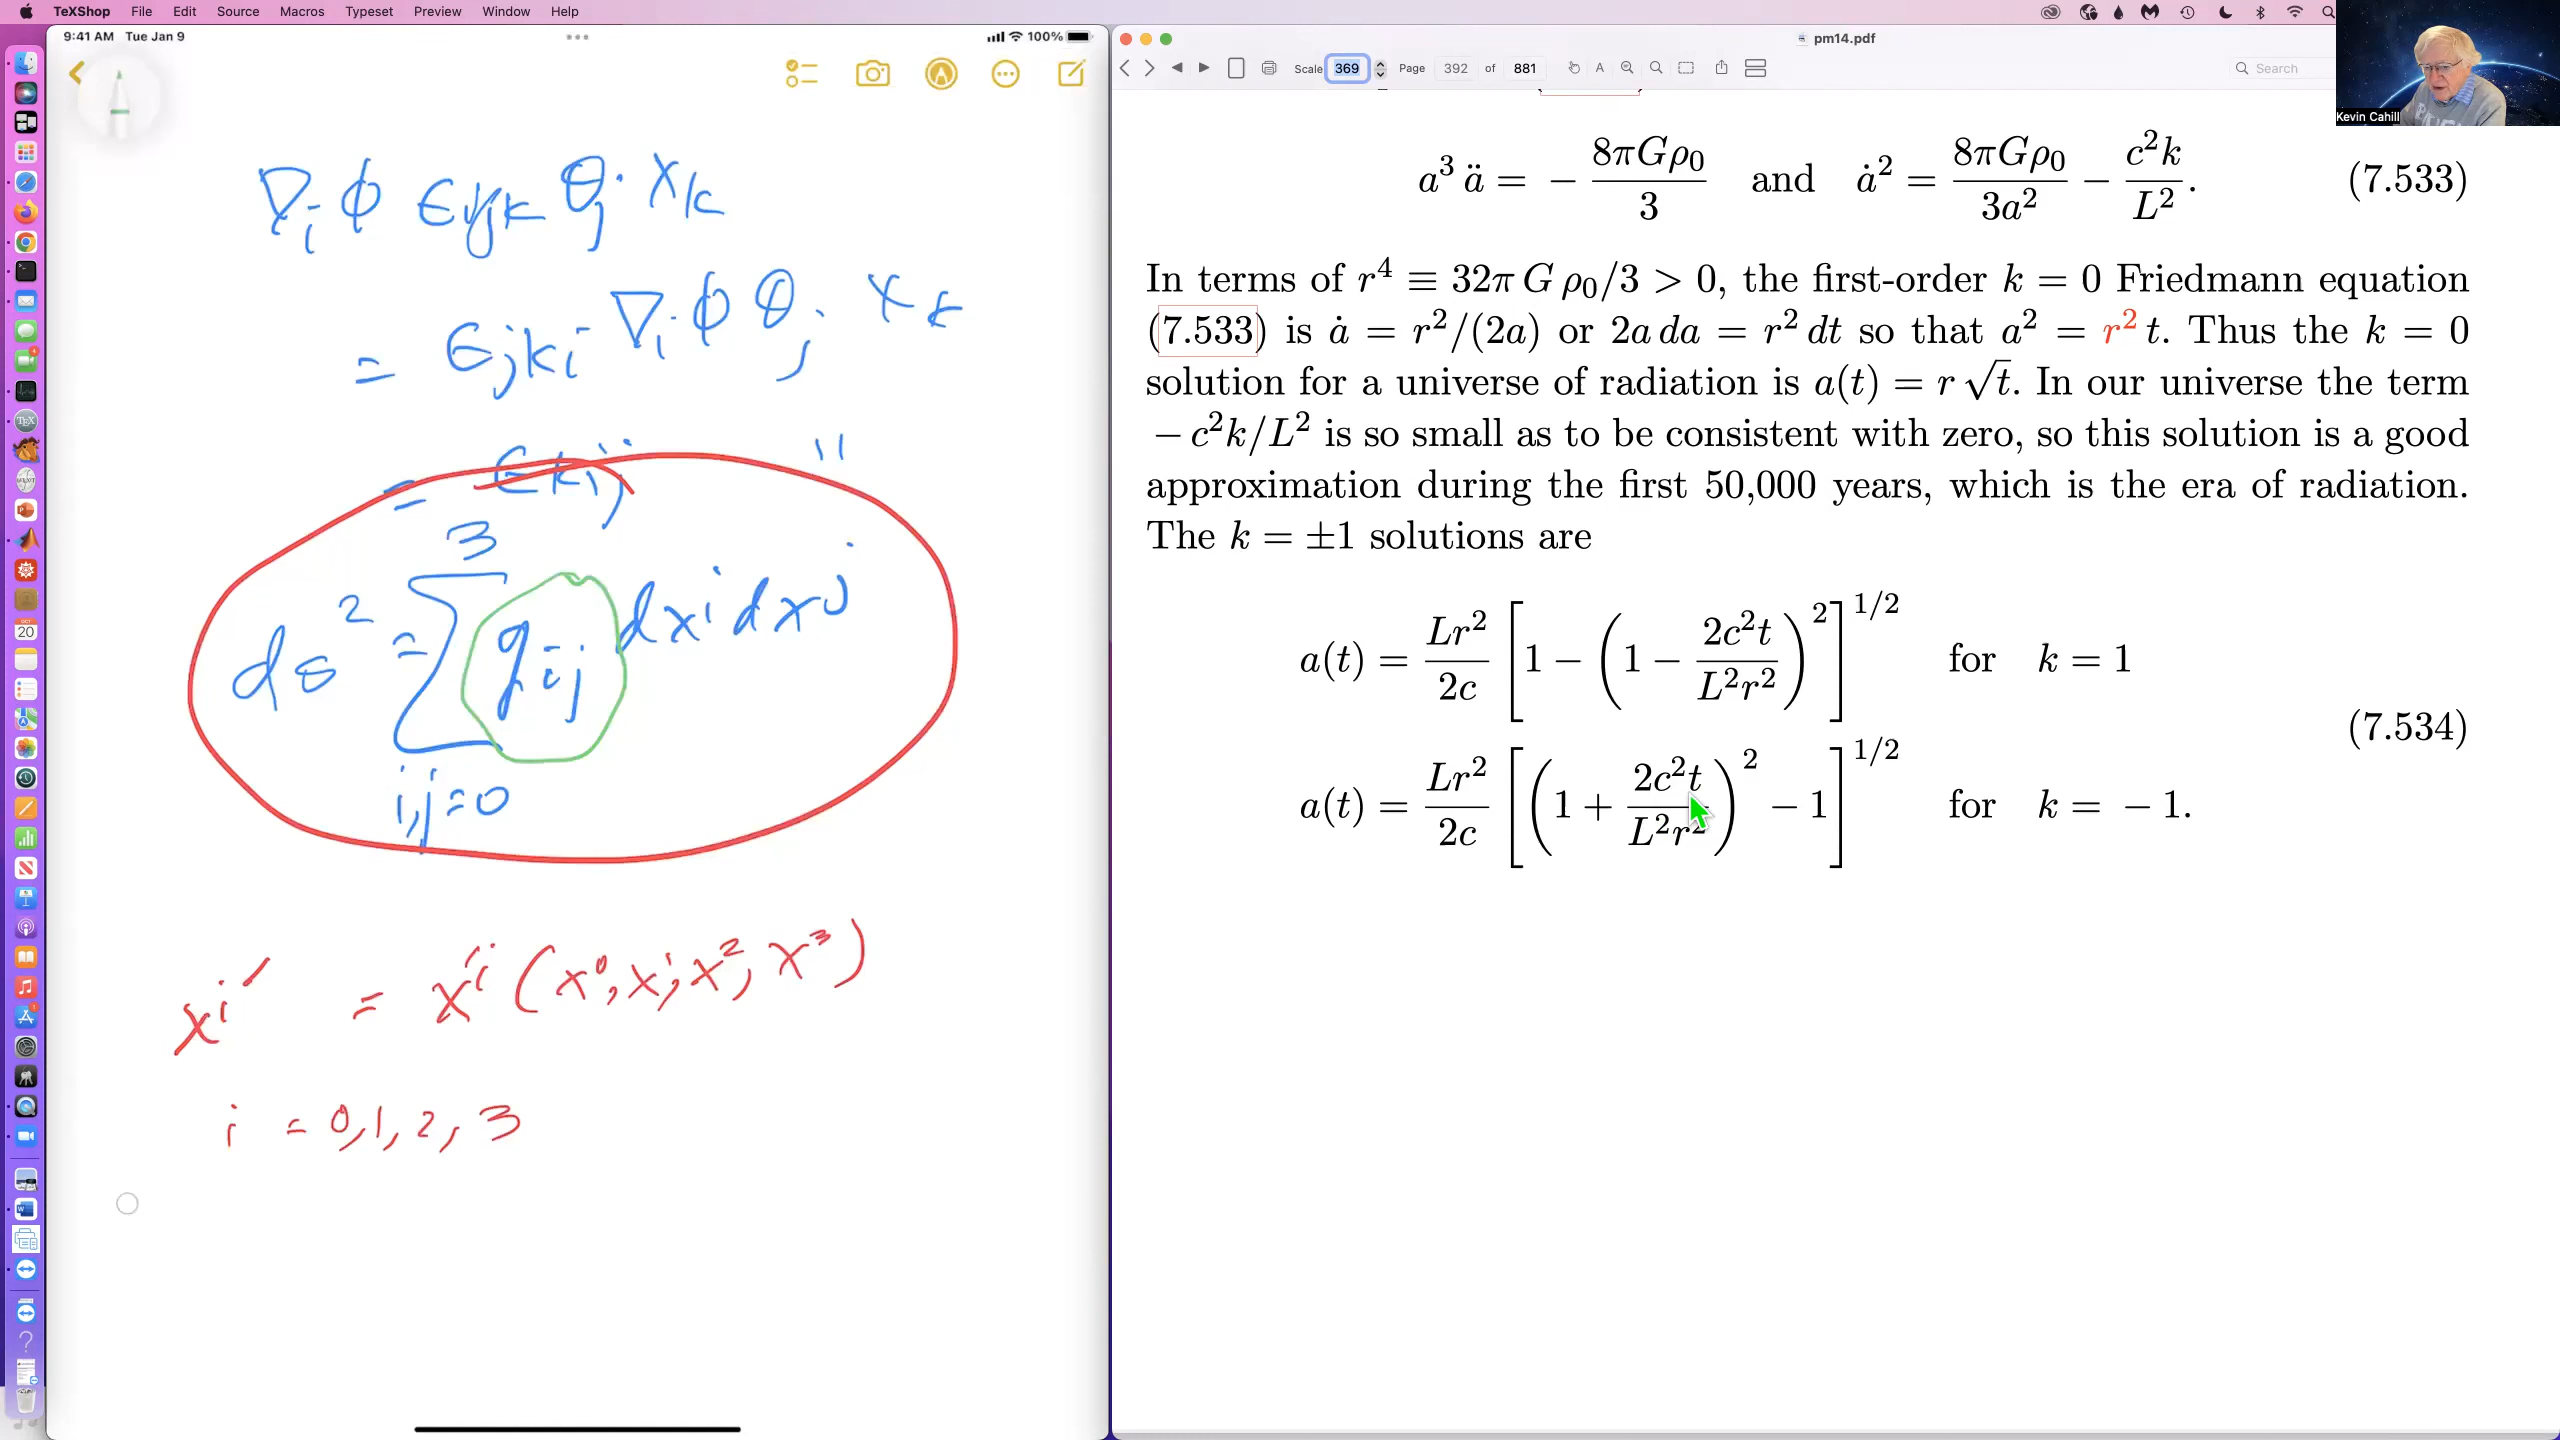 TeXShop File Edit Source Macros Typeset Preview Window Help
9:41 AM Tue Jan 9
100%
∇_i ϕ ϵ_{ijk} θ_j x_k
= ϵ_{jki} ∇_i ϕ θ_j x_k
= ϵ_{kij} "
ds² = Σ_{i,j=0}^{3} g_{ij} dx^i dx^j
x^i′ = x′^i (x⁰, x¹, x², x³)
i = 0,1,2,3
pm14.pdf
Scale 369 Page 392 of 881
Search
Kevin Cahill
a³ ä = − 8πGρ₀/3 and ȧ² = 8πGρ₀/3a² − c²k/L². (7.533)
In terms of r⁴ ≡ 32π G ρ₀/3 > 0, the first-order k = 0 Friedmann equation
(7.533) is ȧ = r²/(2a) or 2a da = r² dt so that a² = r² t. Thus the k = 0
solution for a universe of radiation is a(t) = r √t. In our universe the term
− c²k/L² is so small as to be consistent with zero, so this solution is a good
approximation during the first 50,000 years, which is the era of radiation.
The k = ±1 solutions are
a(t) = Lr²/2c [1 − (1 − 2c²t/L²r²)²]^{1/2} for k = 1
(7.534)
a(t) = Lr²/2c [(1 + 2c²t/L²r²)² − 1]^{1/2} for k = − 1.